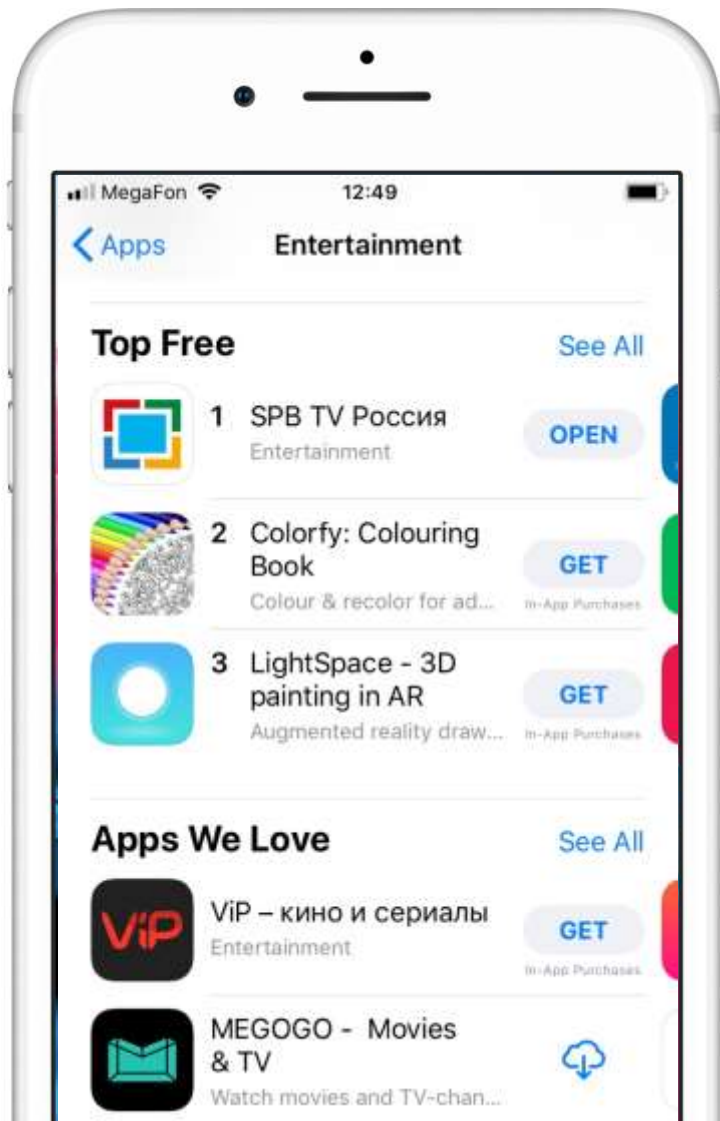 MegaFon 12:49
Apps Entertainment
Top Free See All
1 SPB TV Россия OPEN
Entertainment
2 Colorfy: Colouring
Book GET
Colour & recolor for ad... In-App Purchases
3 LightSpace - 3D
painting in AR GET
Augmented reality draw... In-App Purchases
Apps We Love See All
ViP
ViP – кино и сериалы GET
Entertainment
In-App Purchases
MEGOGO - Movies
& TV
Watch movies and TV-chan...